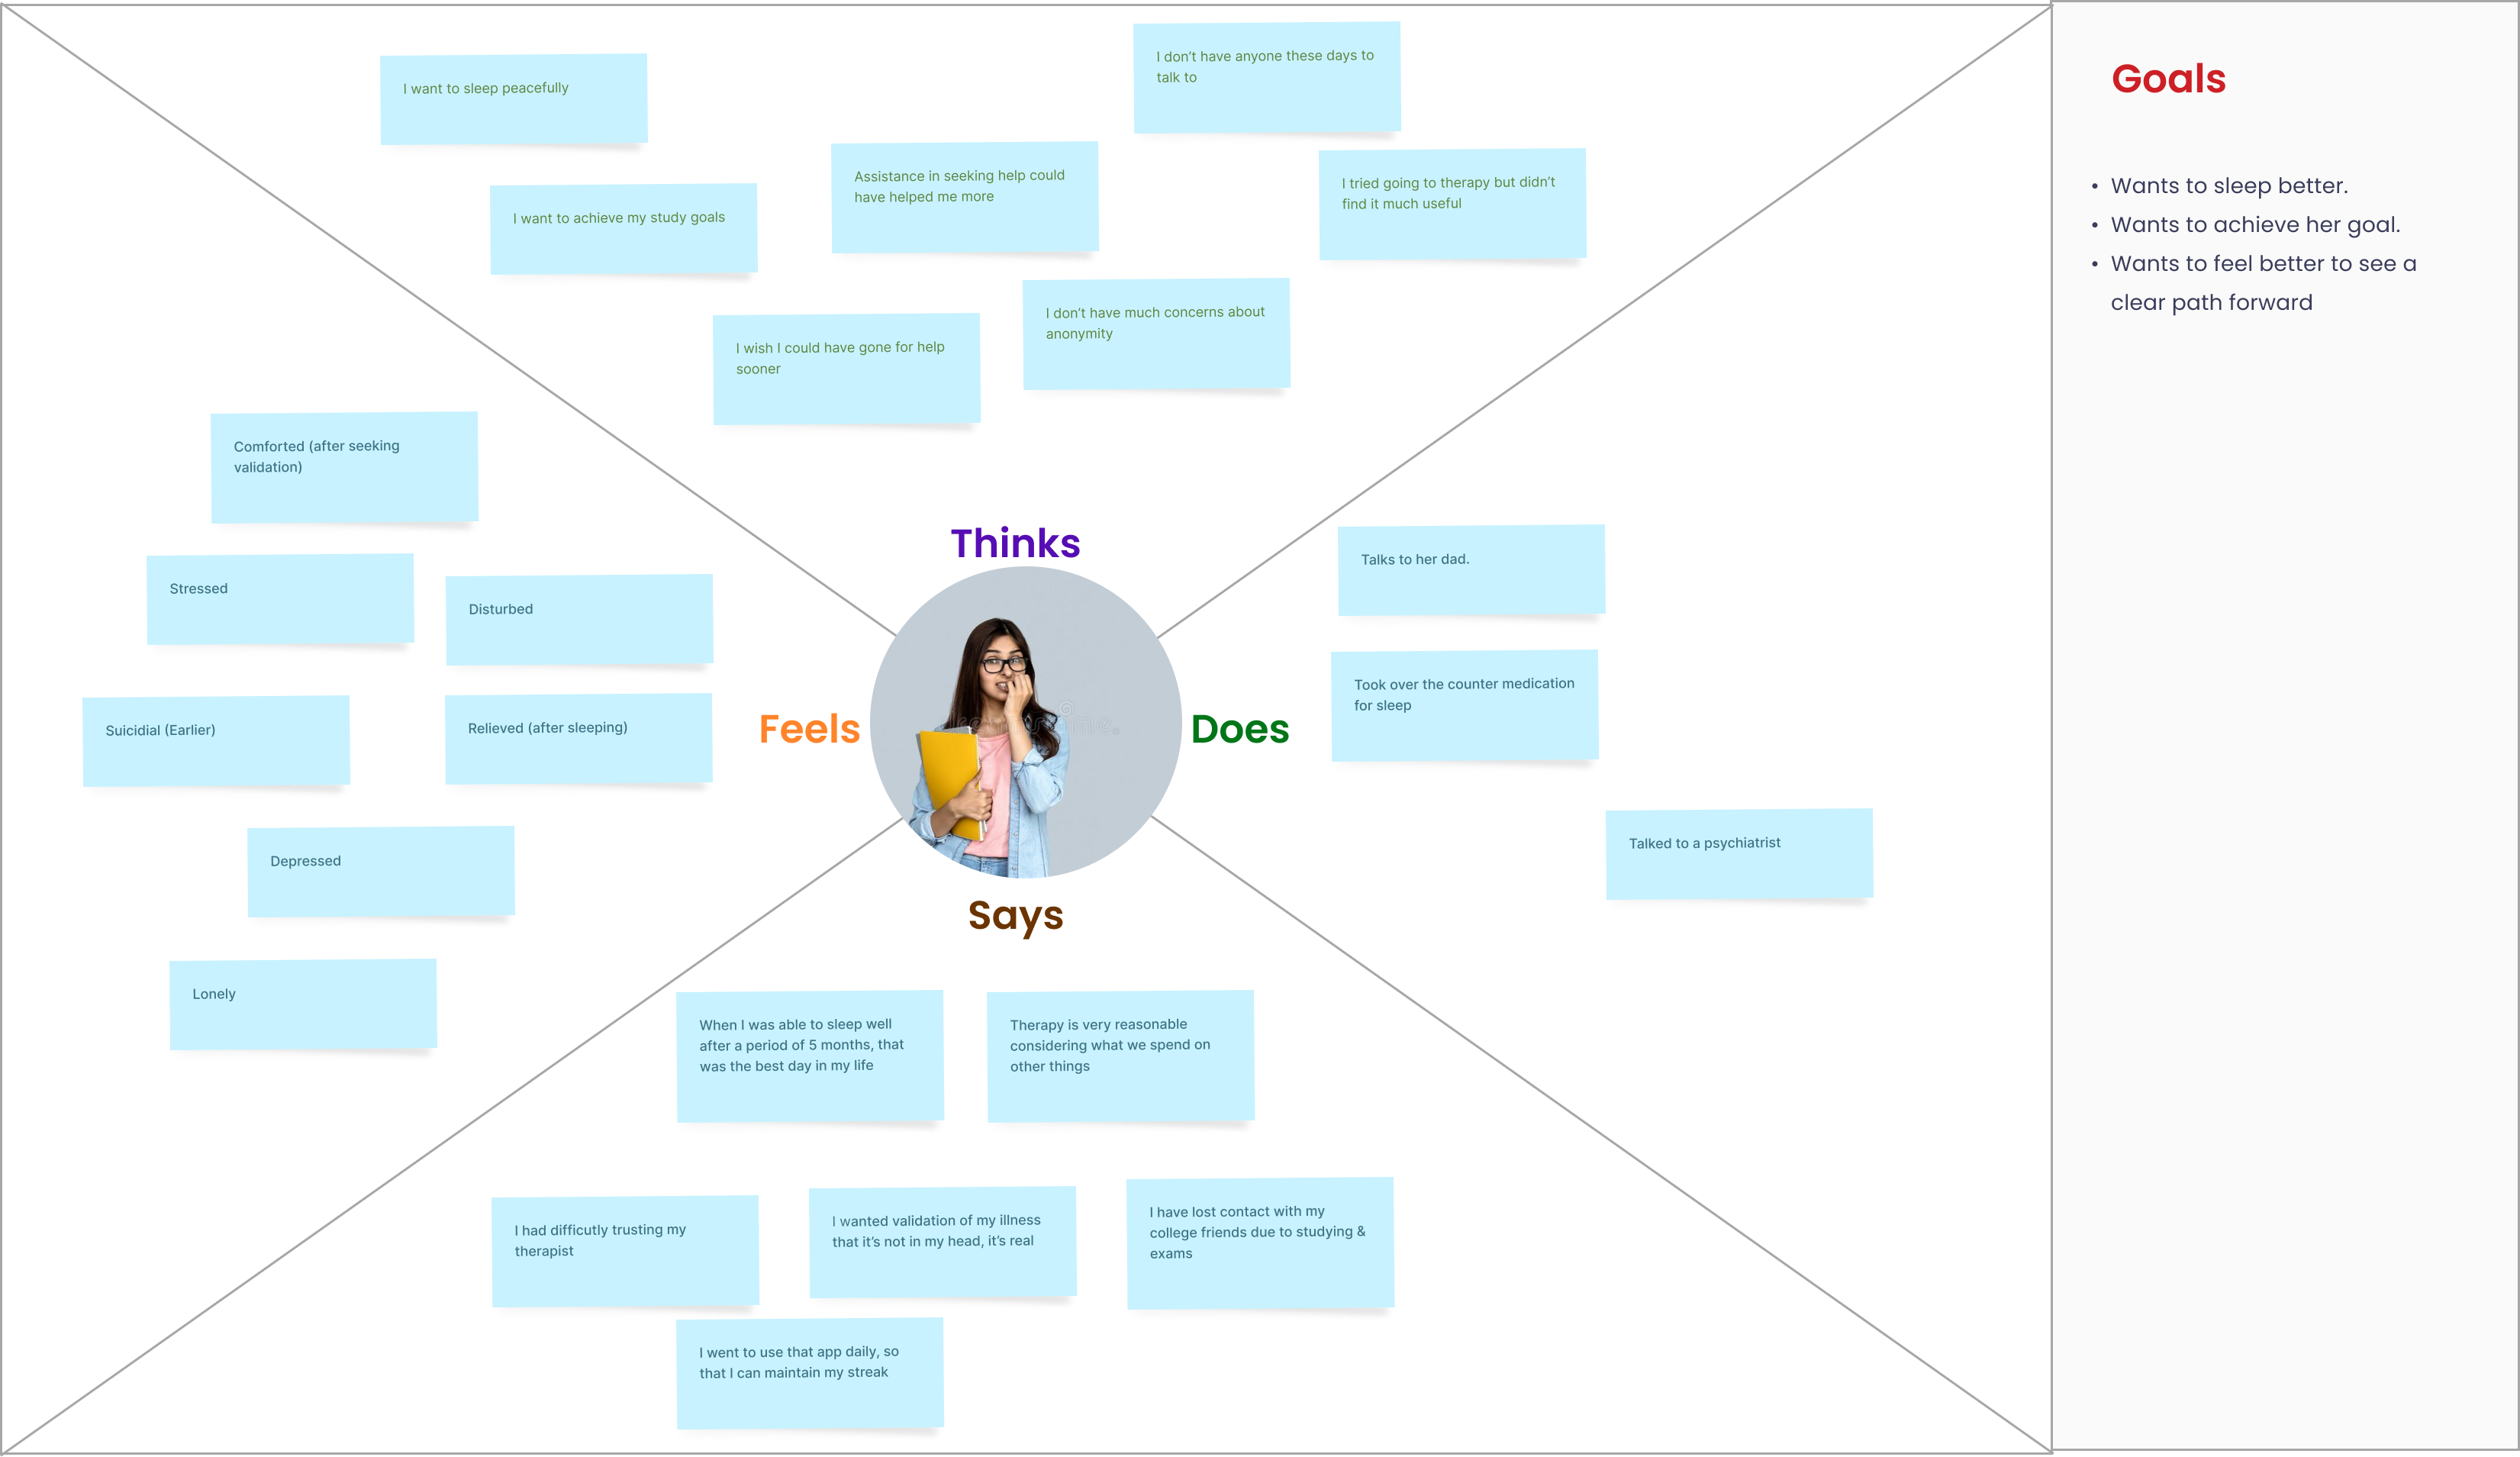 I want to sleep peacefully
I don’t have anyone these days to
talk to
I want to achieve my study goals
Assistance in seeking help could
have helped me more
I tried going to therapy but didn’t
find it much useful
I wish I could have gone for help
sooner
I don’t have much concerns about
anonymity
Thinks
Comforted (after seeking
validation)
Stressed
Disturbed
Suicidial (Earlier)
Relieved (after sleeping)
Depressed
Lonely
Feels
Does
Talks to her dad.
Took over the counter medication
for sleep
Talked to a psychiatrist
Says
When I was able to sleep well
after a period of 5 months, that
was the best day in my life
Therapy is very reasonable
considering what we spend on
other things
I had difficutly trusting my
therapist
I wanted validation of my illness
that it’s not in my head, it’s real
I have lost contact with my
college friends due to studying &
exams
I went to use that app daily, so
that I can maintain my streak
Goals
• Wants to sleep better.
• Wants to achieve her goal.
• Wants to feel better to see a
clear path forward